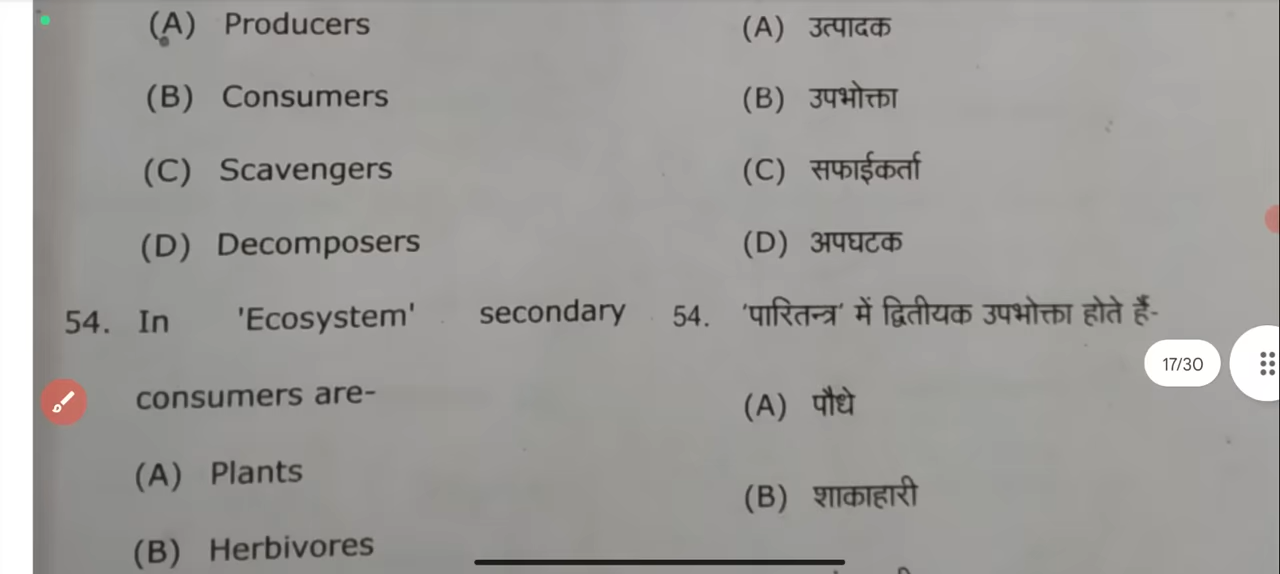 (A) Producers
(B) Consumers
(C) Scavengers
(D) Decomposers
54. In 'Ecosystem' secondary
consumers are-
(A) Plants
(B) Herbivores
(A) उत्पादक
(B) उपभोक्ता
(C) सफाईकर्ता
(D) अपघटक
54. 'पारितन्त्र' में द्वितीयक उपभोक्ता होते हैं-
(A) पौधे
(B) शाकाहारी
17/30